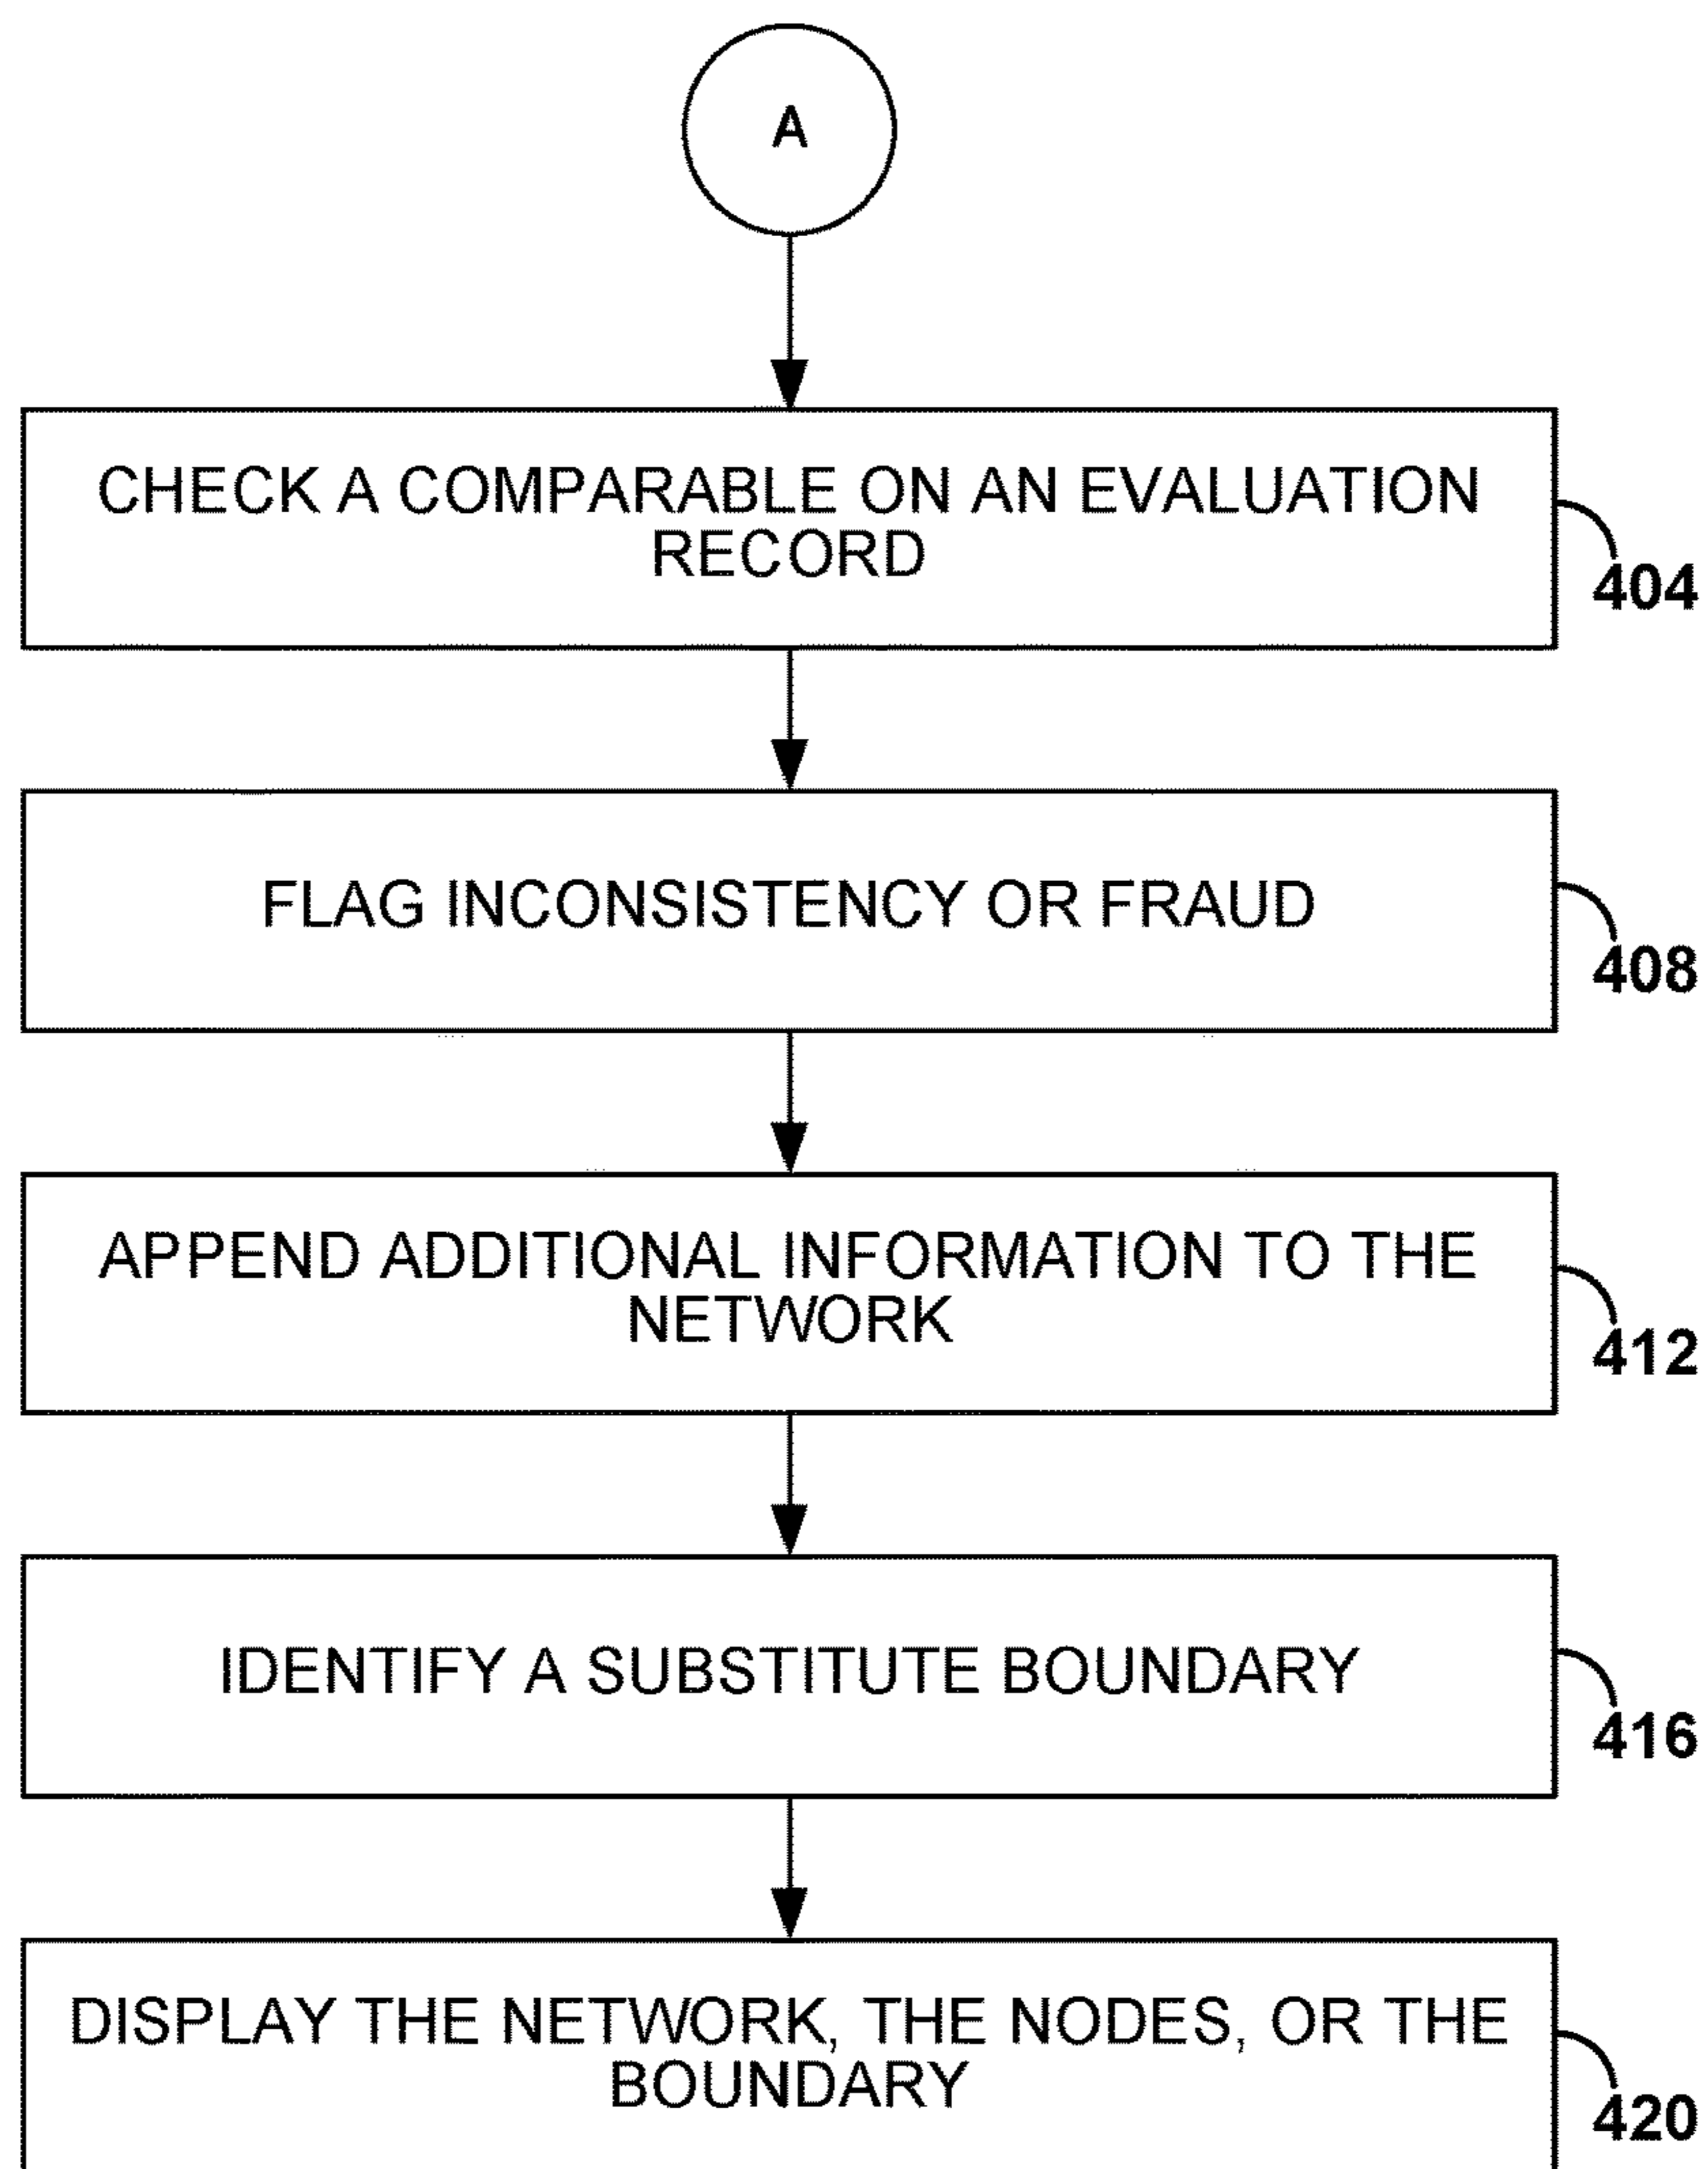 A
CHECK A COMPARABLE ON AN EVALUATION
RECORD
404
FLAG INCONSISTENCY OR FRAUD
408
APPEND ADDITIONAL INFORMATION TO THE
NETWORK
412
IDENTIFY A SUBSTITUTE BOUNDARY
416
DISPLAY THE NETWORK, THE NODES, OR THE
BOUNDARY
420